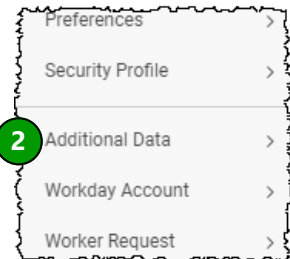 Preferences
Security Profile
2
Additional Data
Workday Account
Worker Request